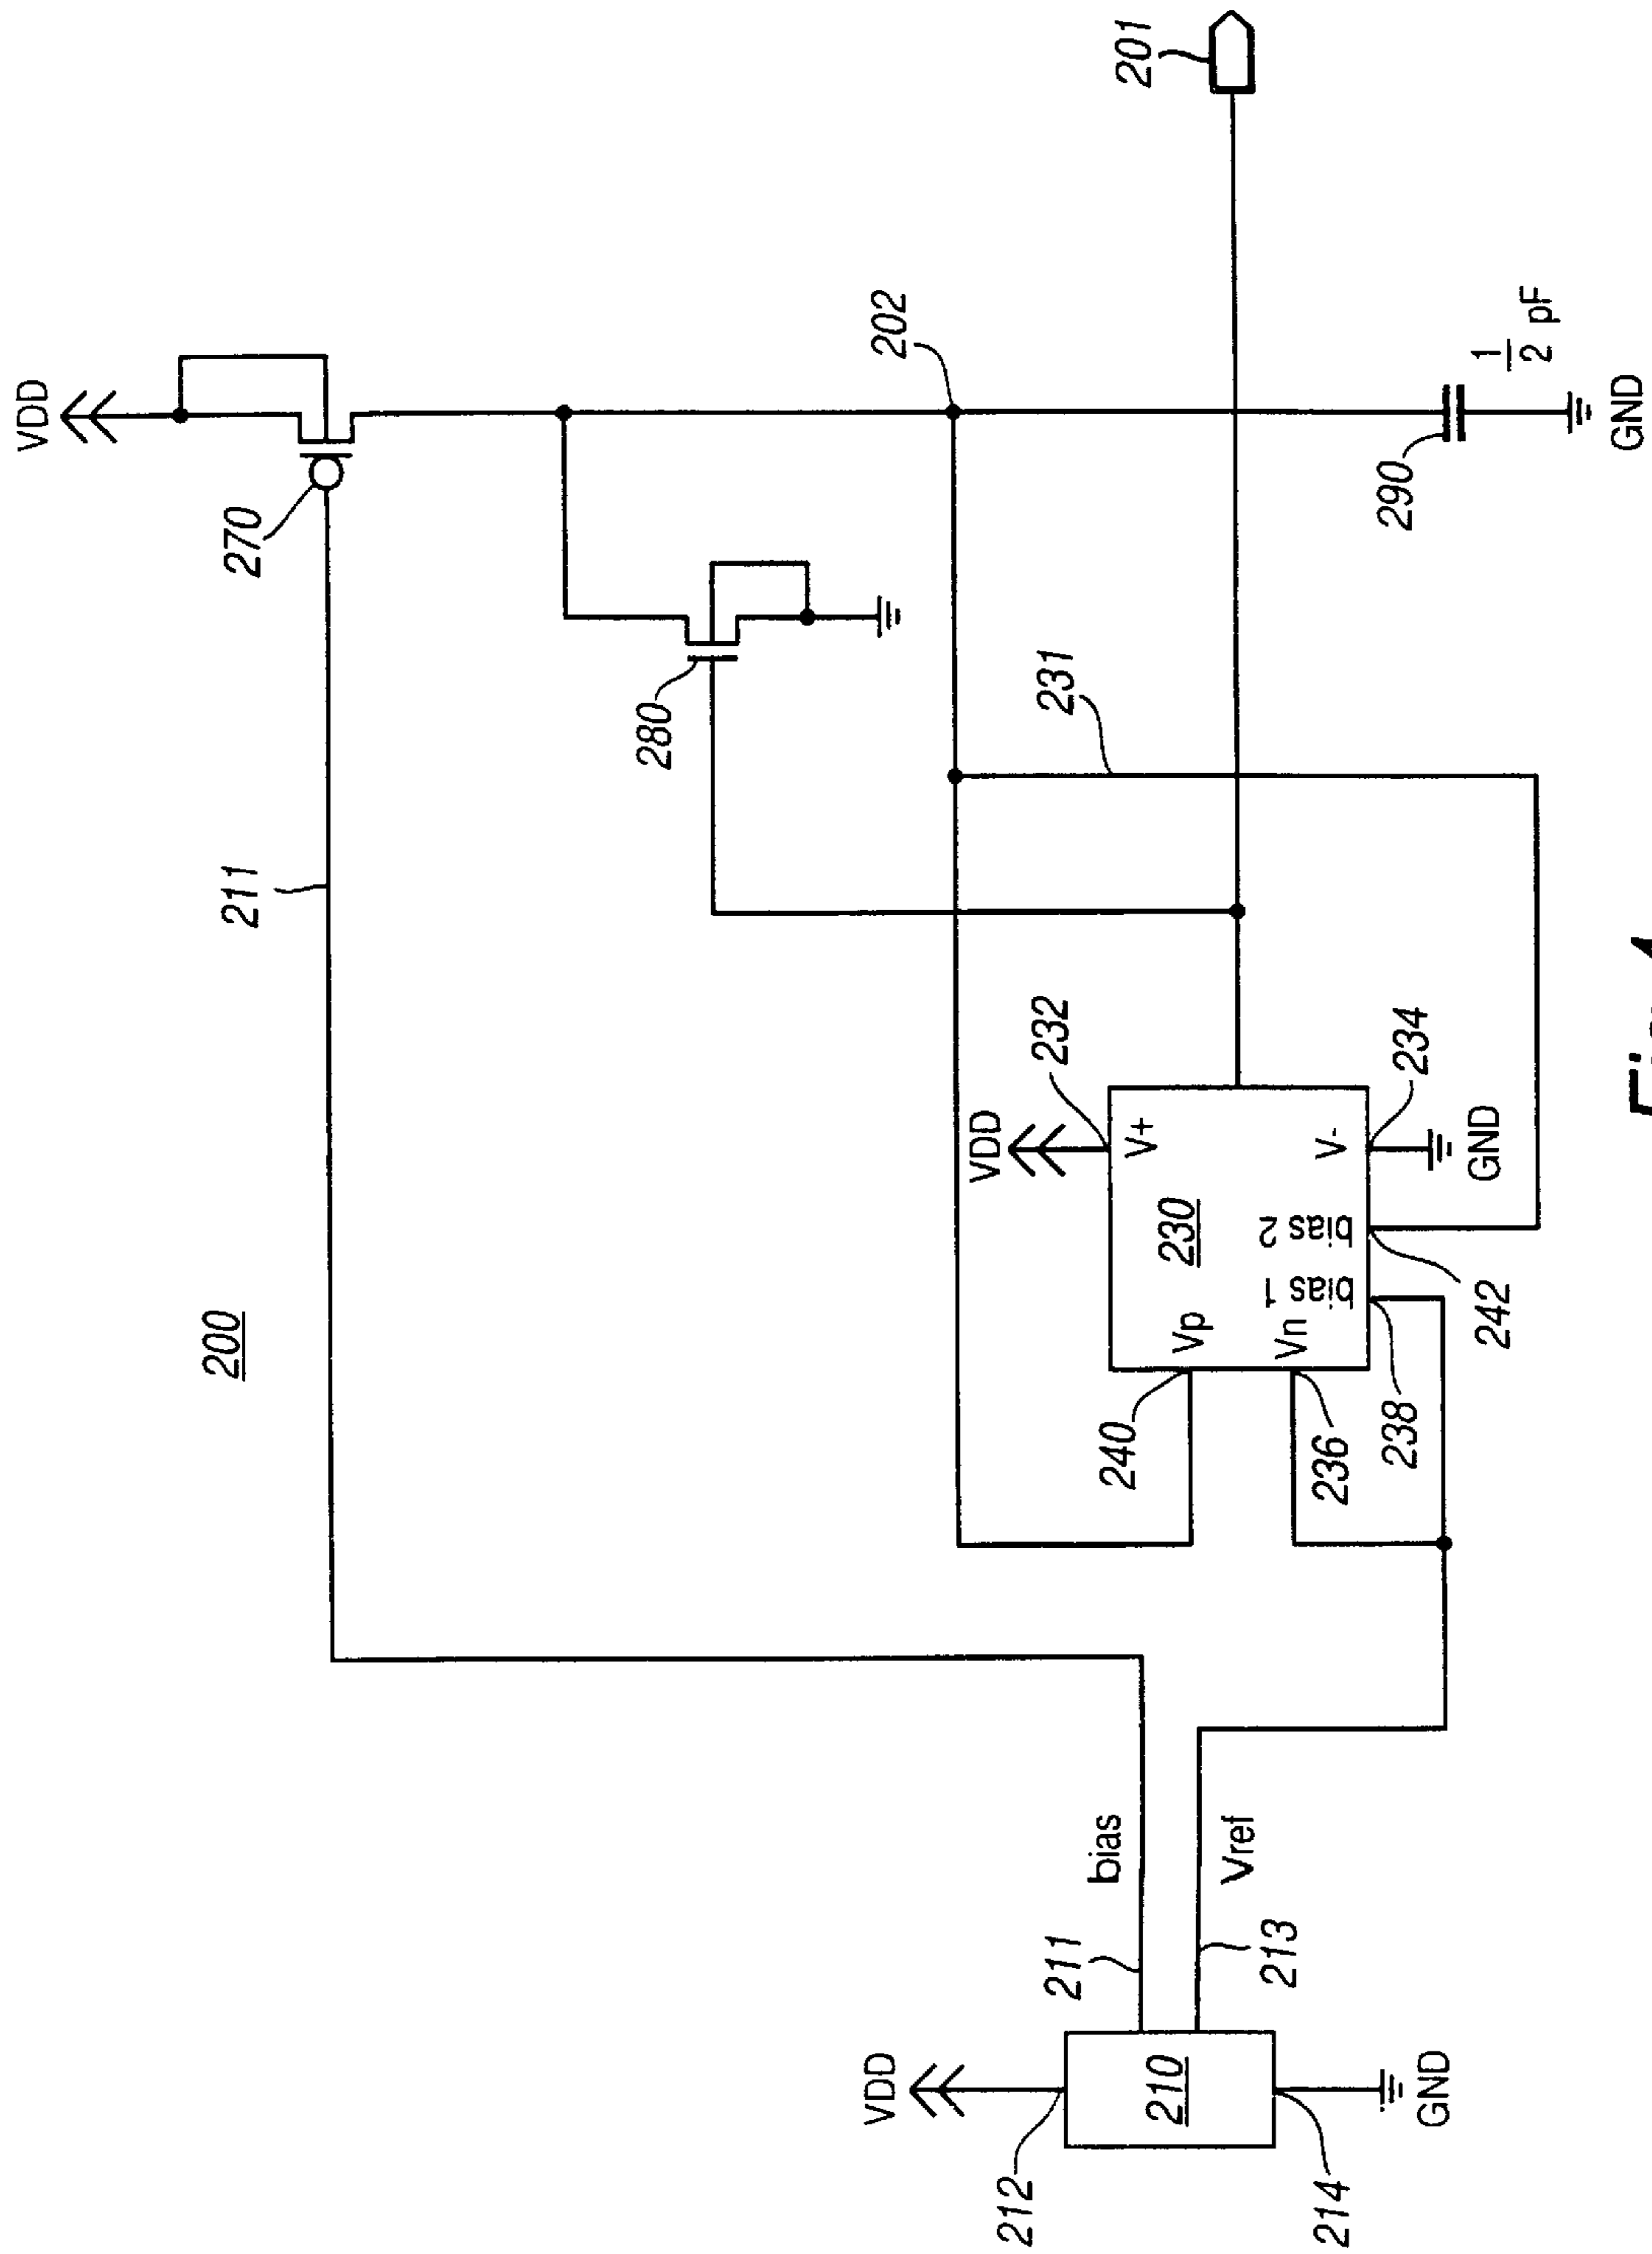 200
VDD
270
211
280
202
201
231
VDD
232
V+
230
Vp
Vn
bias 1
bias 2
V-
234
GND
240
236
238
242
290
1
2
pF
GND
bias
Vref
211
213
VDD
212
210
214
GND